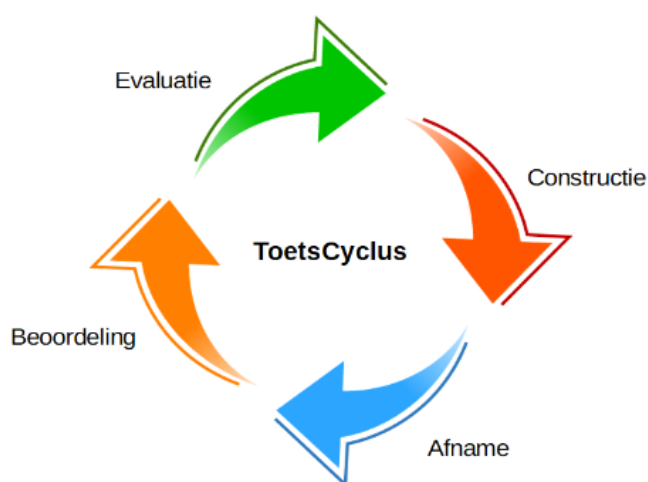 Evaluatie
Constructie
ToetsCyclus
Beoordeling
Afname